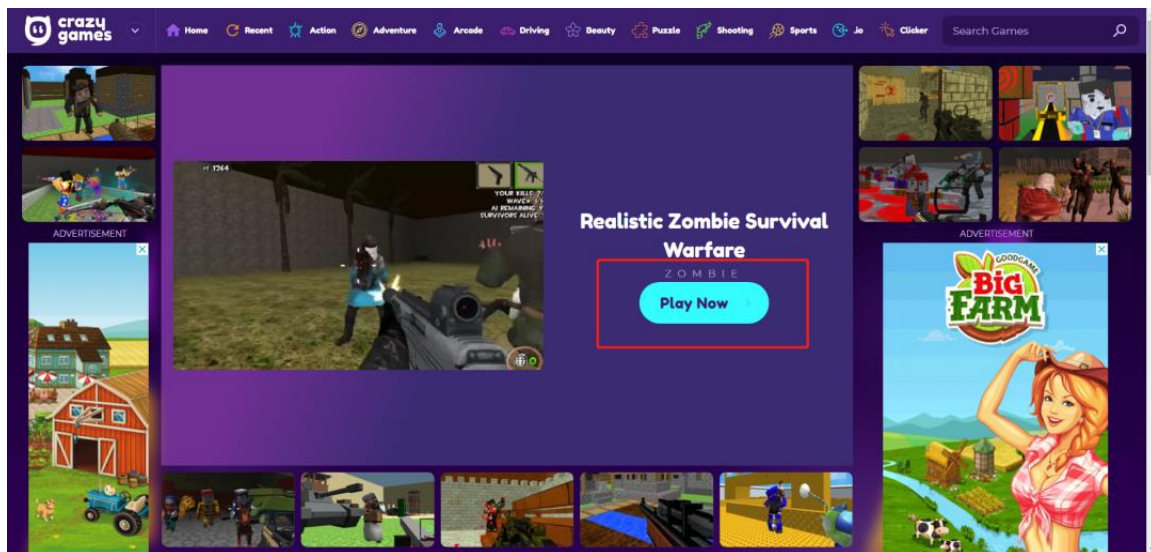 crazy
games
Home
Recent
Action
Adventure
Arcade
Driving
Beauty
Puzzle
Shooting
Sports
.io
Clicker
Search Games
YOUR KILLS
WAVE
AI REMAINING
SURVIVORS ALIVE
Realistic Zombie Survival
Warfare
ZOMBIE
Play Now
ADVERTISEMENT
ADVERTISEMENT
GOODGAME
BIG
FARM